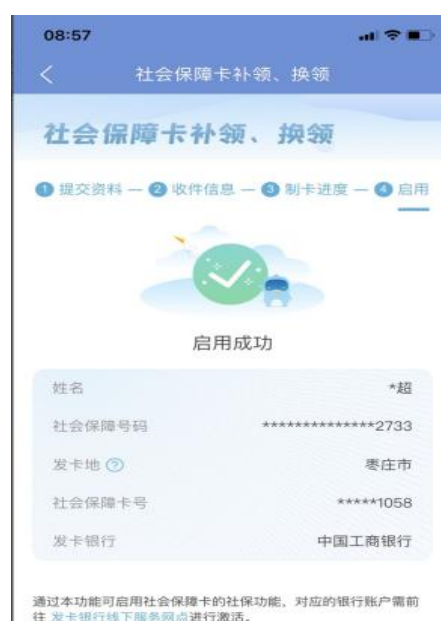 08:57
社会保障卡补领、换领
社会保障卡补领、换领
1 提交资料 — 2 收件信息 — 3 制卡进度 — 4 启用
启用成功
姓名 *超
社会保障号码 **************2733
发卡地 ? 枣庄市
社会保障卡号 *****1058
发卡银行 中国工商银行
通过本功能可启用社会保障卡的社保功能，对应的银行账户需前
往 发卡银行线下服务网点进行激活。